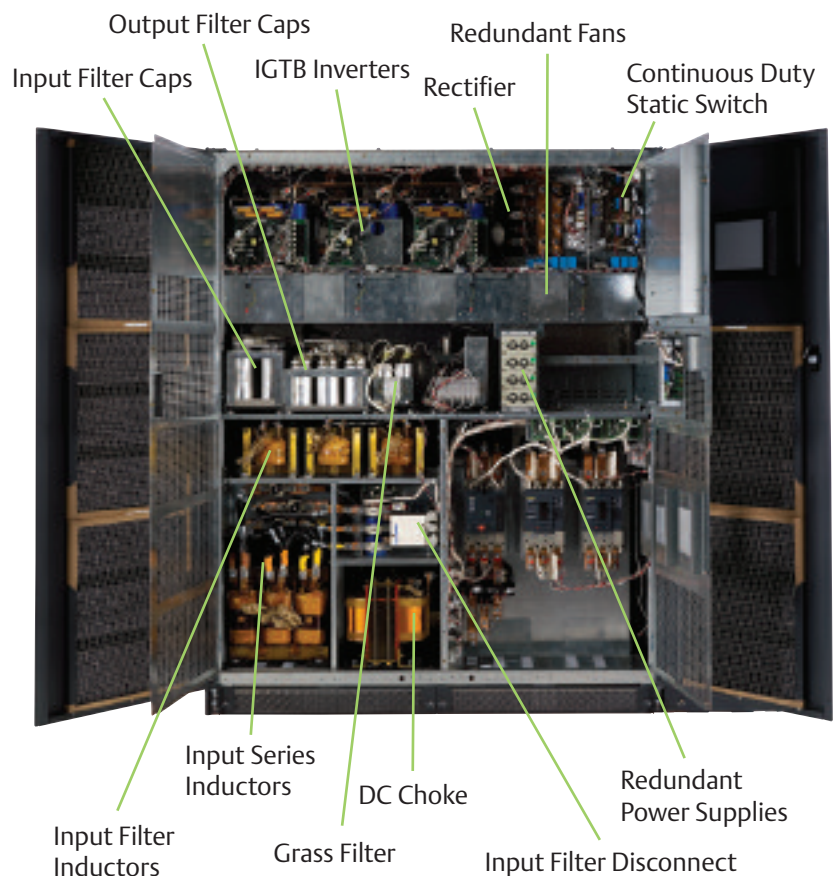 Output Filter Caps
Redundant Fans
Input Filter Caps
IGTB Inverters
Rectifier
Continuous Duty
Static Switch
Input Series
Inductors
DC Choke
Redundant
Power Supplies
Input Filter
Inductors
Grass Filter
Input Filter Disconnect